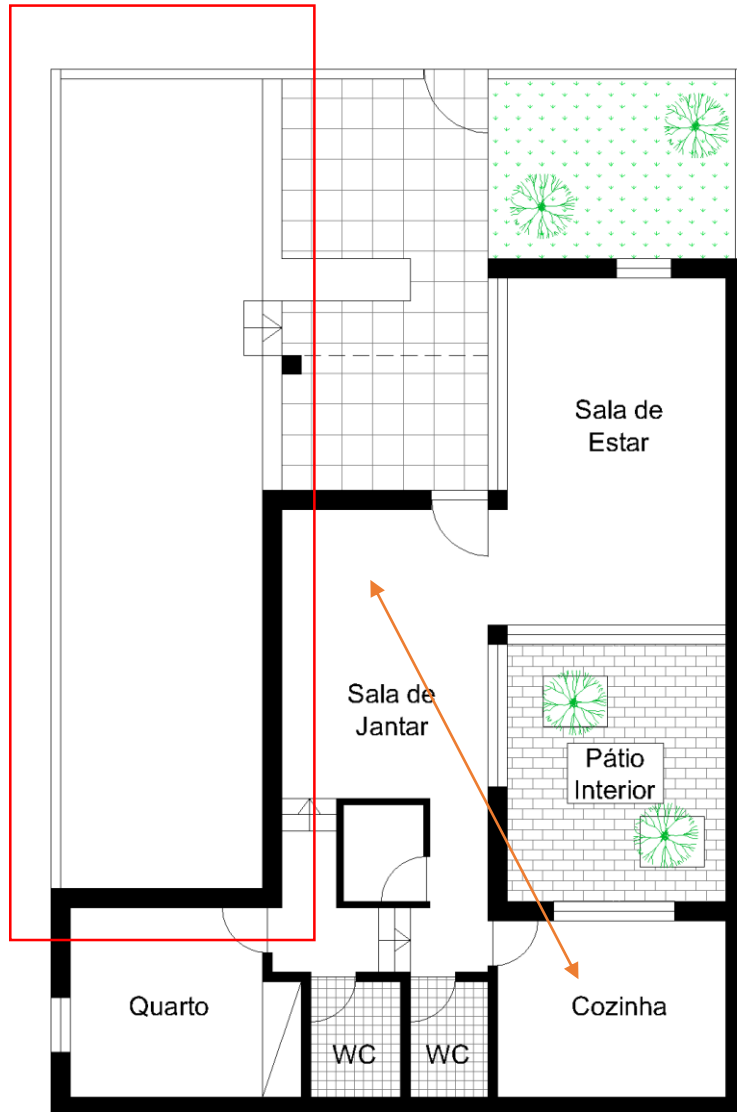 Sala de
Estar
Sala de
Jantar
Pátio
Interior
Quarto
WC
WC
Cozinha